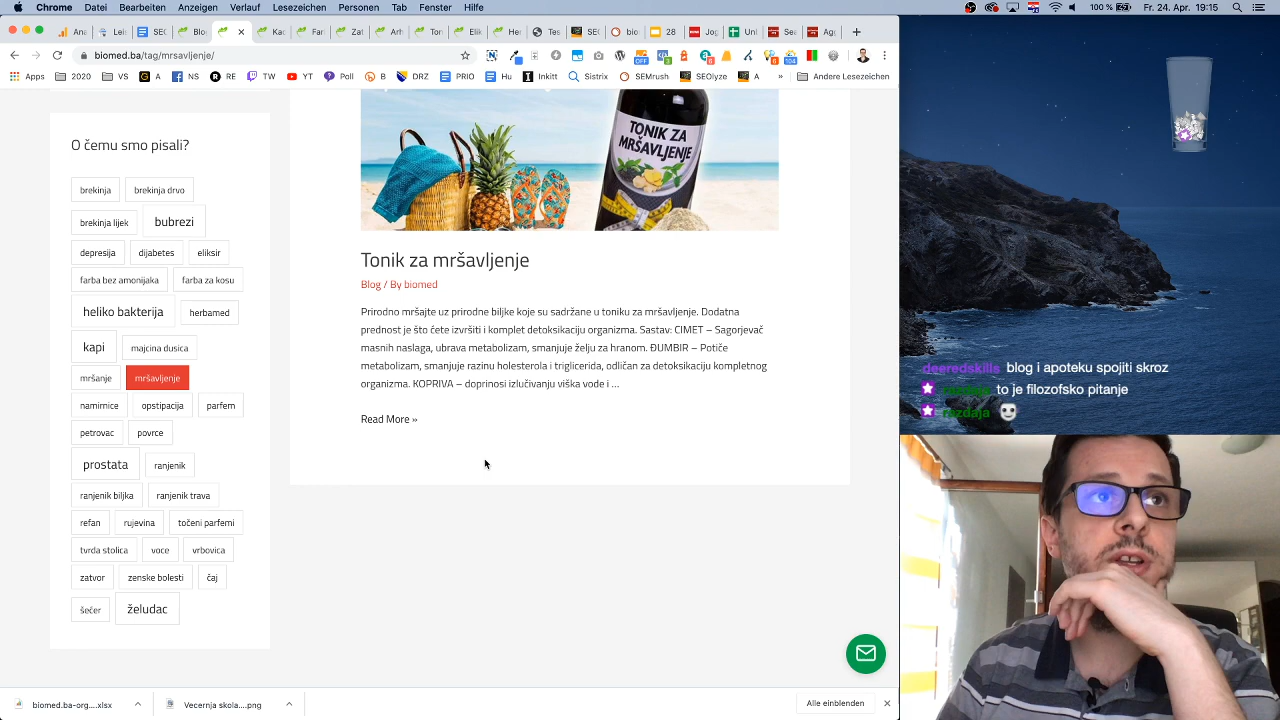 Chrome Datei Bearbeiten Anzeigen Verlauf Lesezeichen Personen Tab Fenster Hilfe
100 % Fr. 24. Apr. 19:15
biomed.ba/tag/mrsavljenje/
Apps 2020 VS A NS RE TW YT Poll B DRZ PRIO Hu Inkitt Sistrix SEMrush SEOlyze A » Andere Lesezeichen
TONIK ZA
MRŠAVLJENJE
O čemu smo pisali?
brekinja brekinja drvo
brekinja lijek bubrezi
depresija dijabetes eliksir
farba bez amonijaka farba za kosu
heliko bakterija herbamed
kapi majcina dusica
mršanje mršavljenje
namirnice opstipacija parfem
petrovac povrce
prostata ranjenik
ranjenik biljka ranjenik trava
refan rujevina točeni parfemi
tvrda stolica voce vrbovica
zatvor zenske bolesti čaj
šećer želudac
Tonik za mršavljenje
Blog / By biomed
Prirodno mršajte uz prirodne biljke koje su sadržane u toniku za mršavljenje. Dodatna
prednost je što ćete izvršiti i komplet detoksikaciju organizma. Sastav: CIMET – Sagorjevač
masnih naslaga, ubrava metabolizam, smanjuje želju za hranom. ĐUMBIR – Potiče
metabolizam, smanjuje razinu holesterola i triglicerida, odličan za detoksikaciju kompletnog
organizma. KOPRIVA – doprinosi izlučivanju viška vode i ...
Read More »
deeredskills blog i apoteku spojiti skroz
to je filozofsko pitanje
rozdaja
biomed.ba-org....xlsx
Vecernja skola....png
Alle einblenden